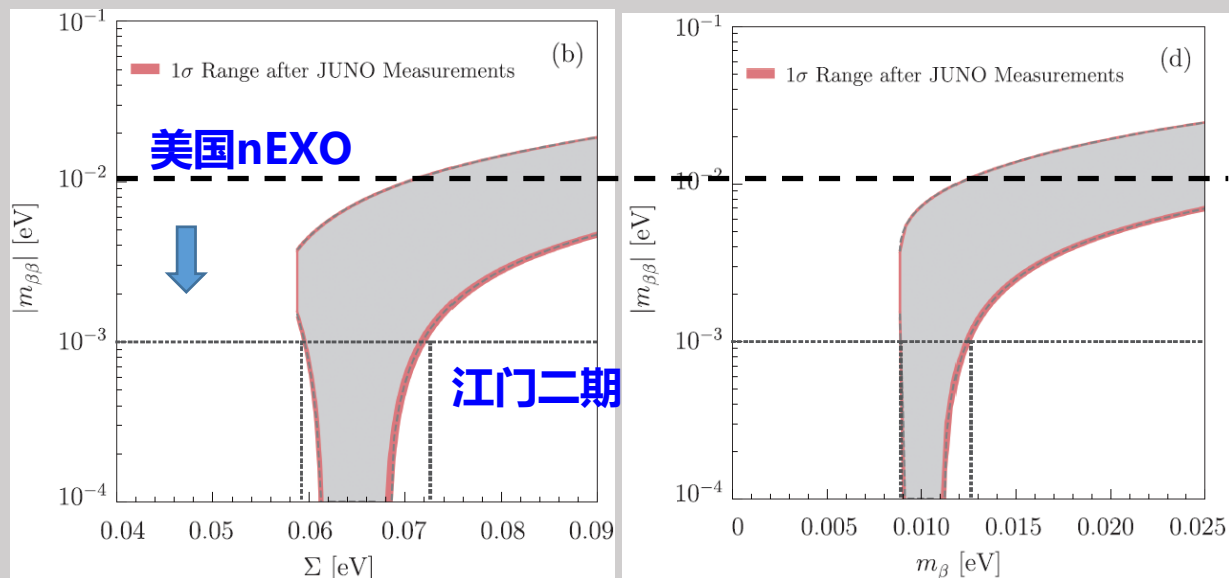 10⁻¹
(b)
1σ Range after JUNO Measurements
美国nEXO
10⁻²
|m_ββ| [eV]
10⁻³
江门二期
10⁻⁴
0.04 0.05 0.06 0.07 0.08 0.09
Σ [eV]
10⁻¹
(d)
1σ Range after JUNO Measurements
10⁻²
|m_ββ| [eV]
10⁻³
10⁻⁴
0 0.005 0.010 0.015 0.020 0.025
m_β [eV]